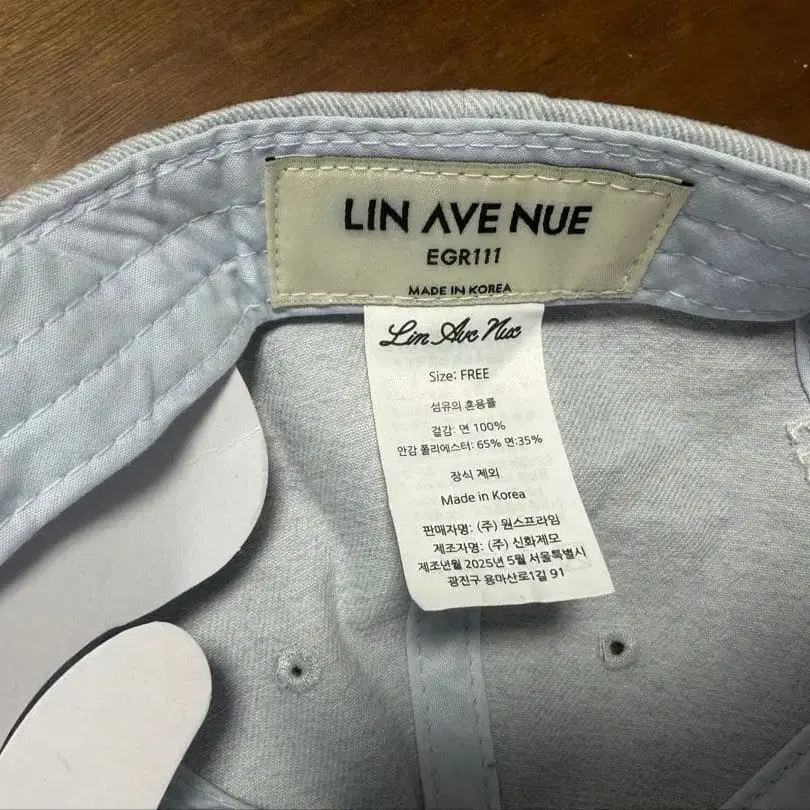 LIN AVE NUE
EGR111
MADE IN KOREA
Lin Ave Nue
Size: FREE
섬유의 혼용률
겉감: 면 100%
안감 폴리에스터: 65% 면:35%
장식 제외
Made in Korea
판매자명: (주) 원스프라임
제조자명: (주) 신화제모
제조년월 2025년 5월 서울특별시
광진구 용마산로1길 91